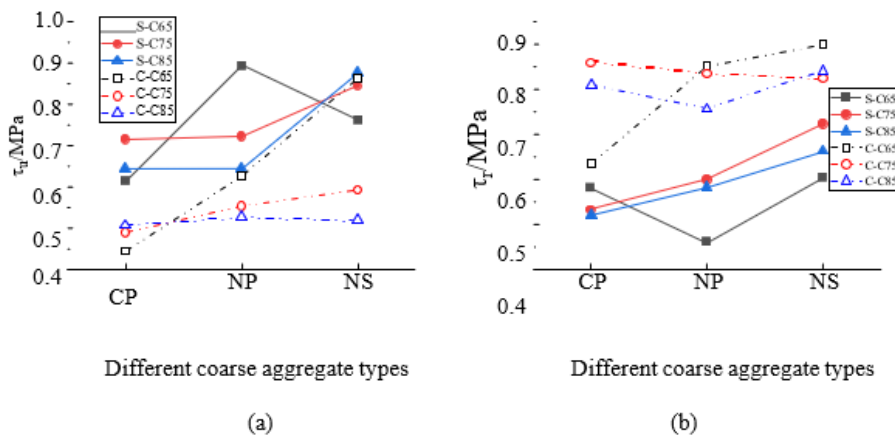 1.0
0.9
0.8
0.7
0.6
0.5
0.4
τu/MPa
S-C65
S-C75
S-C85
C-C65
C-C75
C-C85
CP
NP
NS
Different coarse aggregate types
(a)
0.9
0.8
0.7
0.6
0.5
0.4
τr/MPa
S-C65
S-C75
S-C85
C-C65
C-C75
C-C85
CP
NP
NS
Different coarse aggregate types
(b)